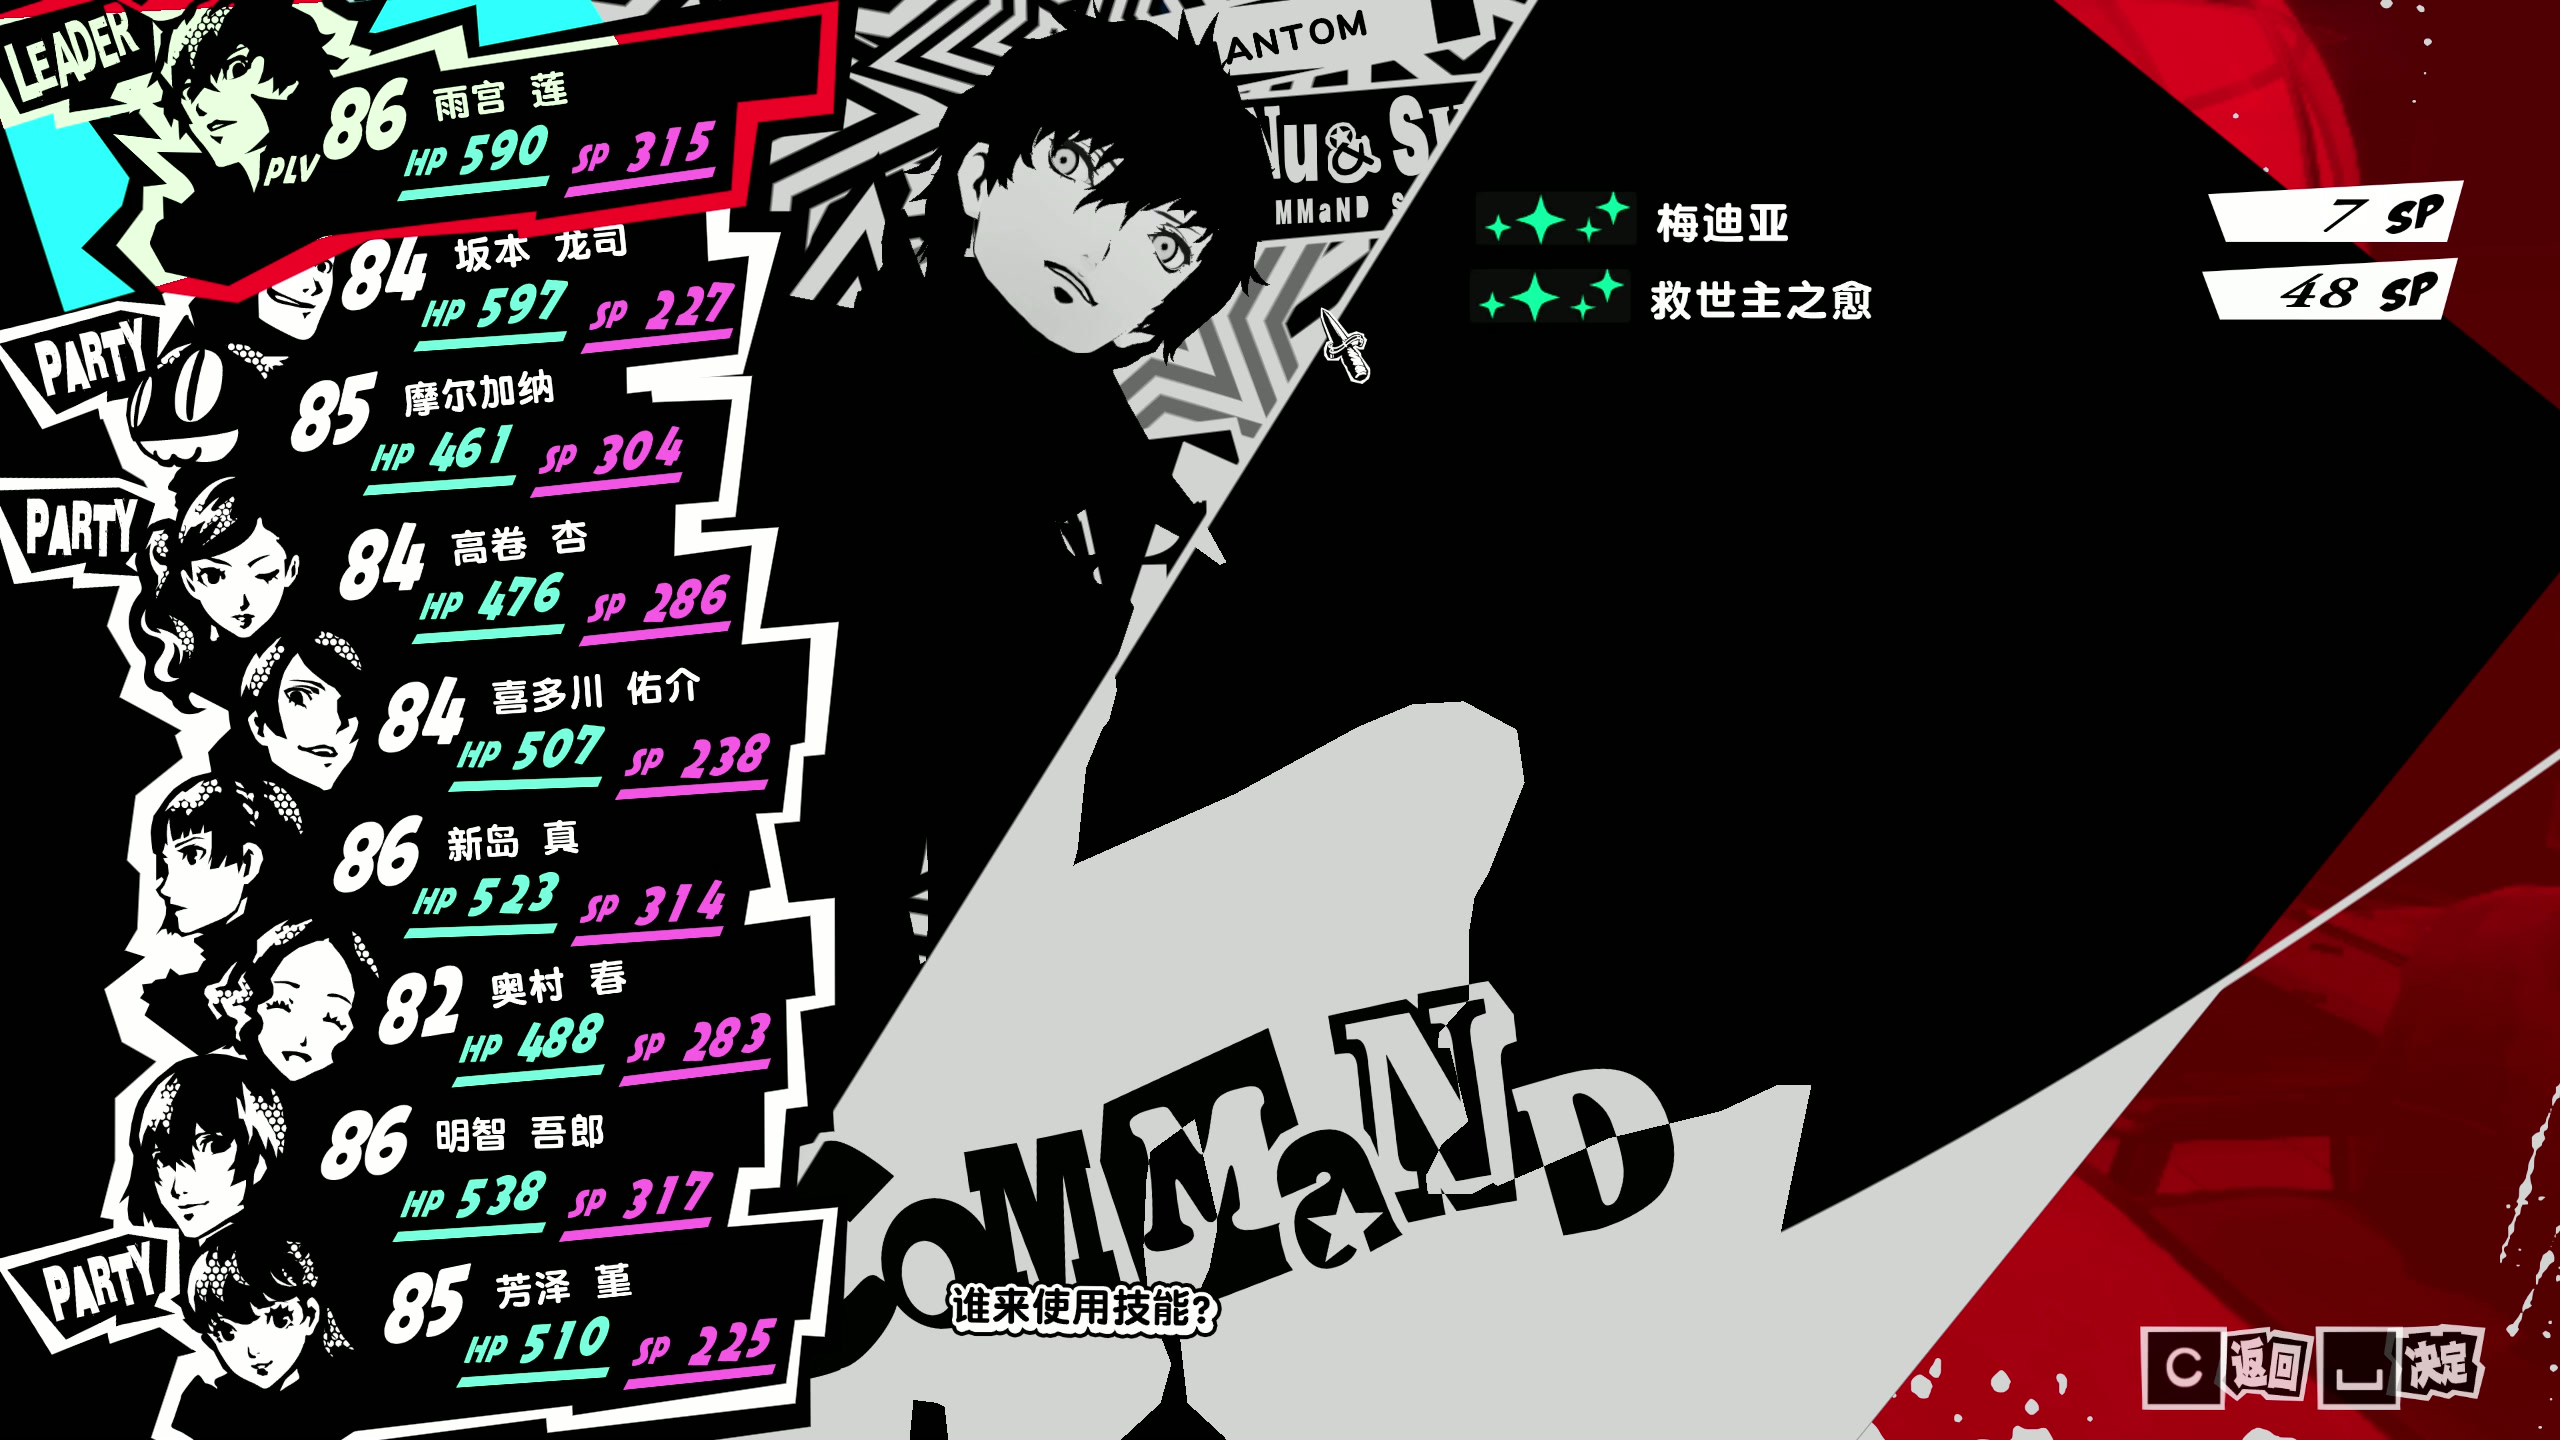 LEADER
PLV 86 雨宫 莲
HP 590 SP 315
84 坂本 龙司
HP 597 SP 227
PARTY
85 摩尔加纳
HP 461 SP 304
PARTY
84 高卷 杏
HP 476 SP 286
84 喜多川 佑介
HP 507 SP 238
86 新岛 真
HP 523 SP 314
82 奥村 春
HP 488 SP 283
86 明智 吾郎
HP 538 SP 317
PARTY
85 芳泽 堇
HP 510 SP 225
ANTOM
Nu&
MMaND
梅迪亚 7 SP
救世主之愈 48 SP
COMMaND
谁来使用技能?
C 返回 决定